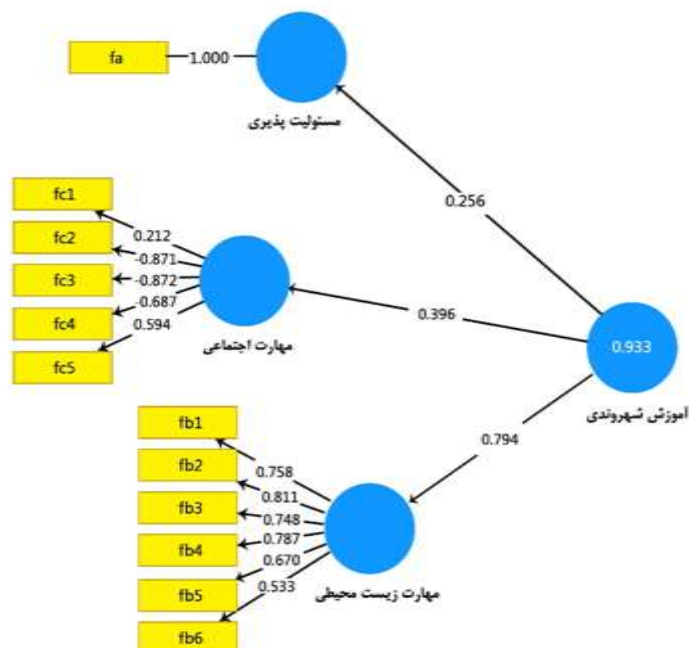 fa
1.000
مسئولیت پذیری
0.256
fc1
fc2
fc3
fc4
fc5
0.212
-0.871
-0.872
-0.687
0.594
مهارت اجتماعی
0.396
0.933
آموزش شهروندی
0.794
fb1
fb2
fb3
fb4
fb5
fb6
0.758
0.811
0.748
0.787
0.670
0.533
مهارت زیست محیطی